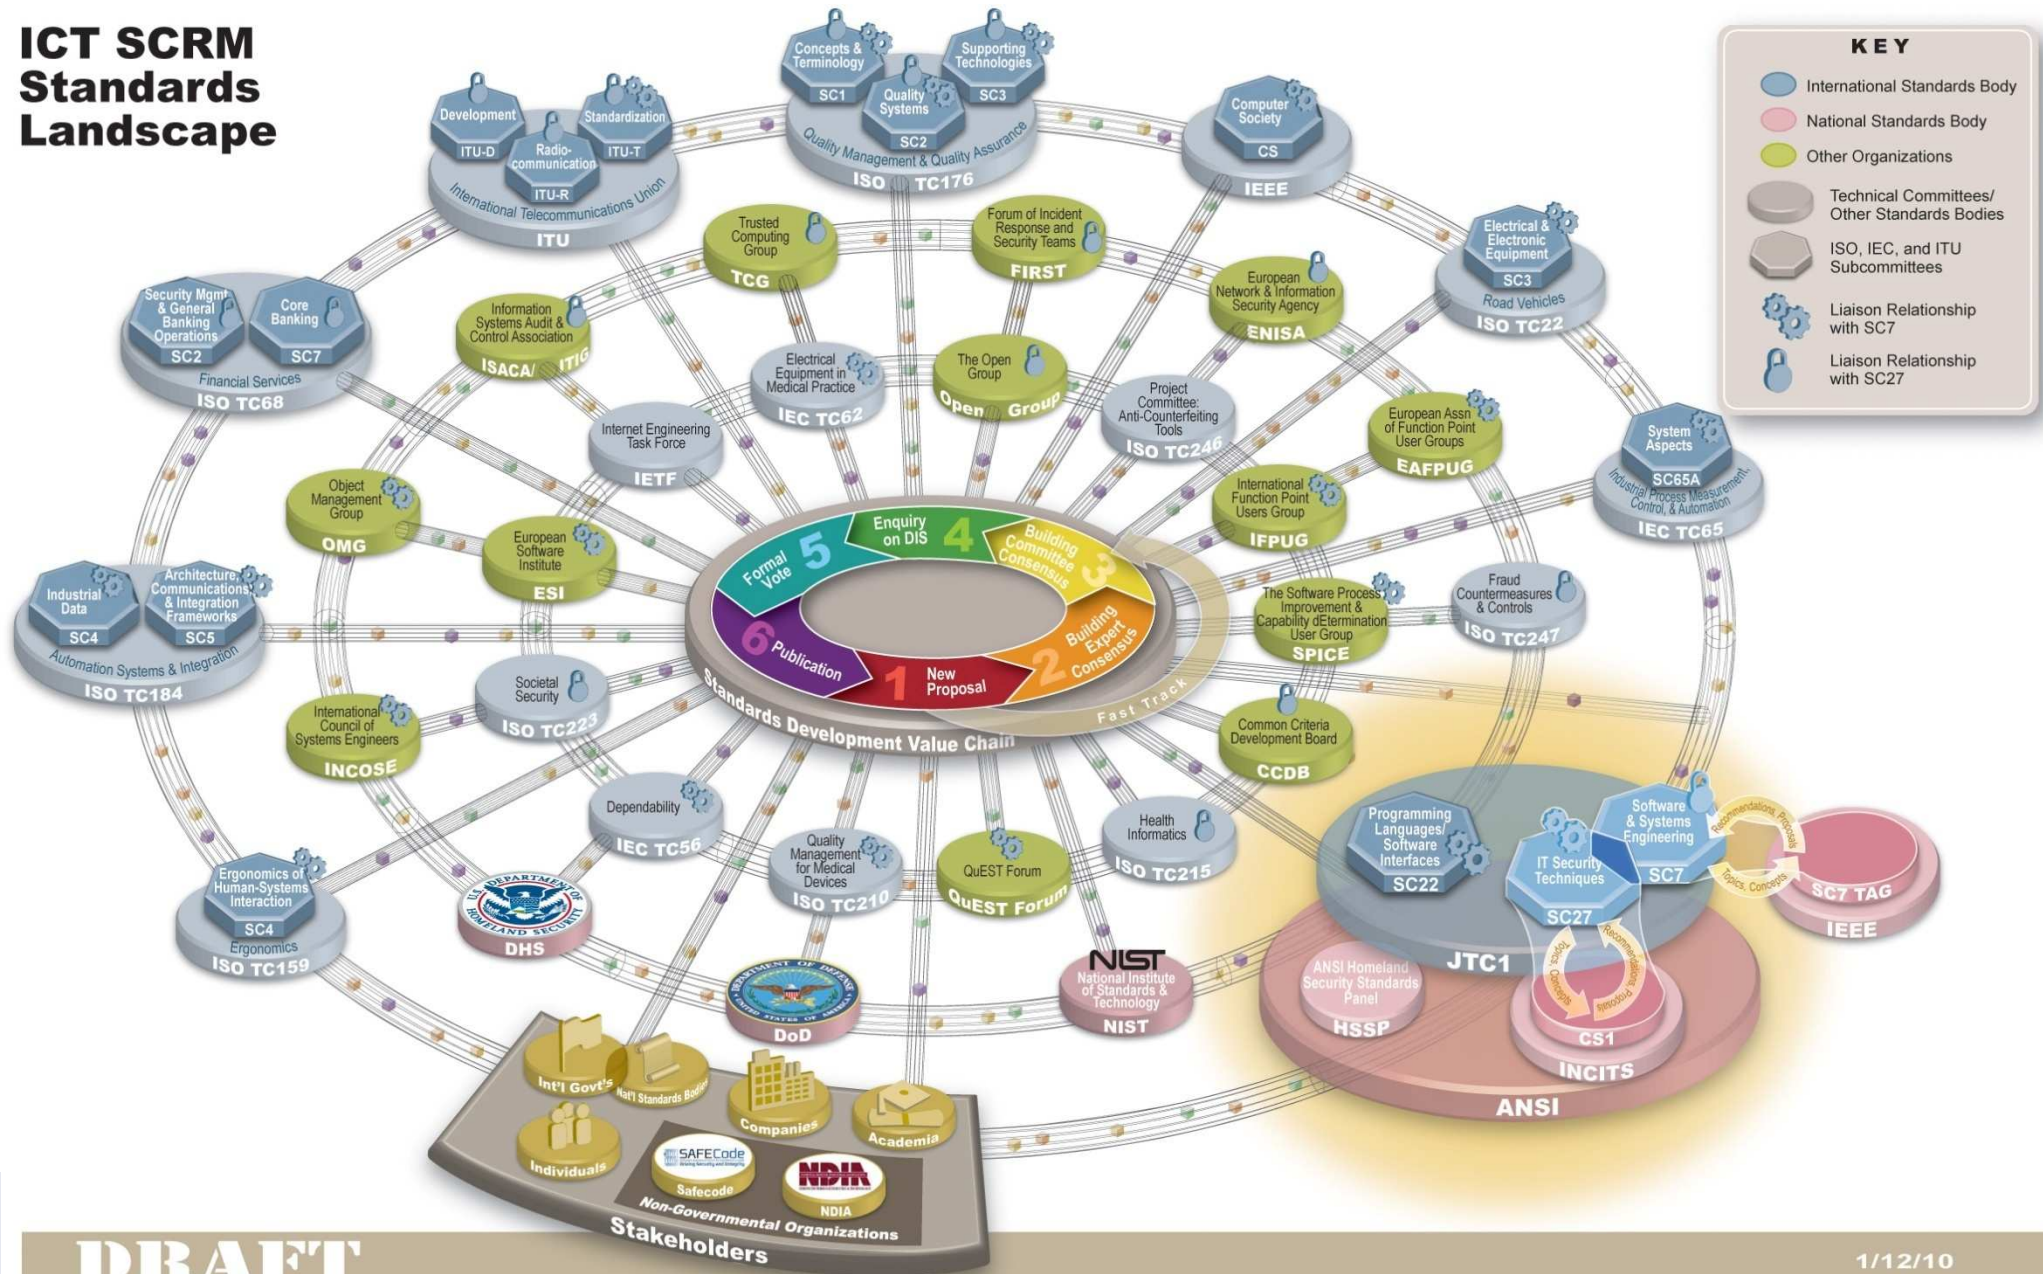 ICT SCRM
Standards
Landscape
KEY
International Standards Body
National Standards Body
Other Organizations
Technical Committees/
Other Standards Bodies
ISO, IEC, and ITU
Subcommittees
Liaison Relationship
with SC7
Liaison Relationship
with SC27
Concepts &
Terminology
SC1
Supporting
Technologies
SC3
Quality
Systems
SC2
Quality Management & Quality Assurance
ISO TC176
Development
ITU-D
Standardization
ITU-T
Radio-
communication
ITU-R
International Telecommunications Union
ITU
Computer
Society
CS
IEEE
Electrical &
Electronic
Equipment
SC3
Road Vehicles
ISO TC22
Security Mgmt
& General
Banking
Operations
SC2
Core
Banking
SC7
Financial Services
ISO TC68
Trusted
Computing
Group
TCG
Forum of Incident
Response and
Security Teams
FIRST
European
Network & Information
Security Agency
ENISA
Information
Systems Audit &
Control Association
ISACA/ ITIG
Electrical
Equipment in
Medical Practice
IEC TC62
The Open
Group
Open Group
Project
Committee:
Anti-Counterfeiting
Tools
ISO TC246
European Assn
of Function Point
User Groups
EAFPUG
System
Aspects
SC65A
Industrial Process Measurement,
Control, & Automation
IEC TC65
Internet Engineering
Task Force
IETF
Object
Management
Group
OMG
International
Function Point
Users Group
IFPUG
European
Software
Institute
ESI
Formal
Vote
5
Enquiry
on DIS
4
Building
Committee
Consensus
3
Building
Expert
Consensus
2
New
Proposal
1
Publication
6
Fast Track
Standards Development Value Chain
Industrial
Data
SC4
Architecture,
Communications,
& Integration
Frameworks
SC5
Automation Systems & Integration
ISO TC184
The Software Process
Improvement &
Capability dEtermination
User Group
SPICE
Fraud
Countermeasures
& Controls
ISO TC247
Societal
Security
ISO TC223
International
Council of
Systems Engineers
INCOSE
Common Criteria
Development Board
CCDB
Dependability
IEC TC56
Quality
Management
for Medical
Devices
ISO TC210
QuEST Forum
QuEST Forum
Health
Informatics
ISO TC215
Ergonomics of
Human-Systems
Interaction
SC4
Ergonomics
ISO TC159
U.S. DEPARTMENT OF
HOMELAND SECURITY
DHS
DEPARTMENT OF DEFENSE
UNITED STATES OF AMERICA
DoD
NIST
National Institute
of Standards &
Technology
NIST
Programming
Languages/
Software
Interfaces
SC22
IT Security
Techniques
SC27
Software
& Systems
Engineering
SC7
Recommendations, Proposals
Topics, Concepts
SC7 TAG
IEEE
JTC1
Topics, Concepts
Recommendations, Proposals
ANSI Homeland
Security Standards
Panel
HSSP
CS1
INCITS
ANSI
Int'l Govt's
Nat'l Standards Bodies
Companies
Academia
Individuals
SAFECode
Safecode
NDIA
NDIA
Non-Governmental Organizations
Stakeholders
DRAFT
1/12/10